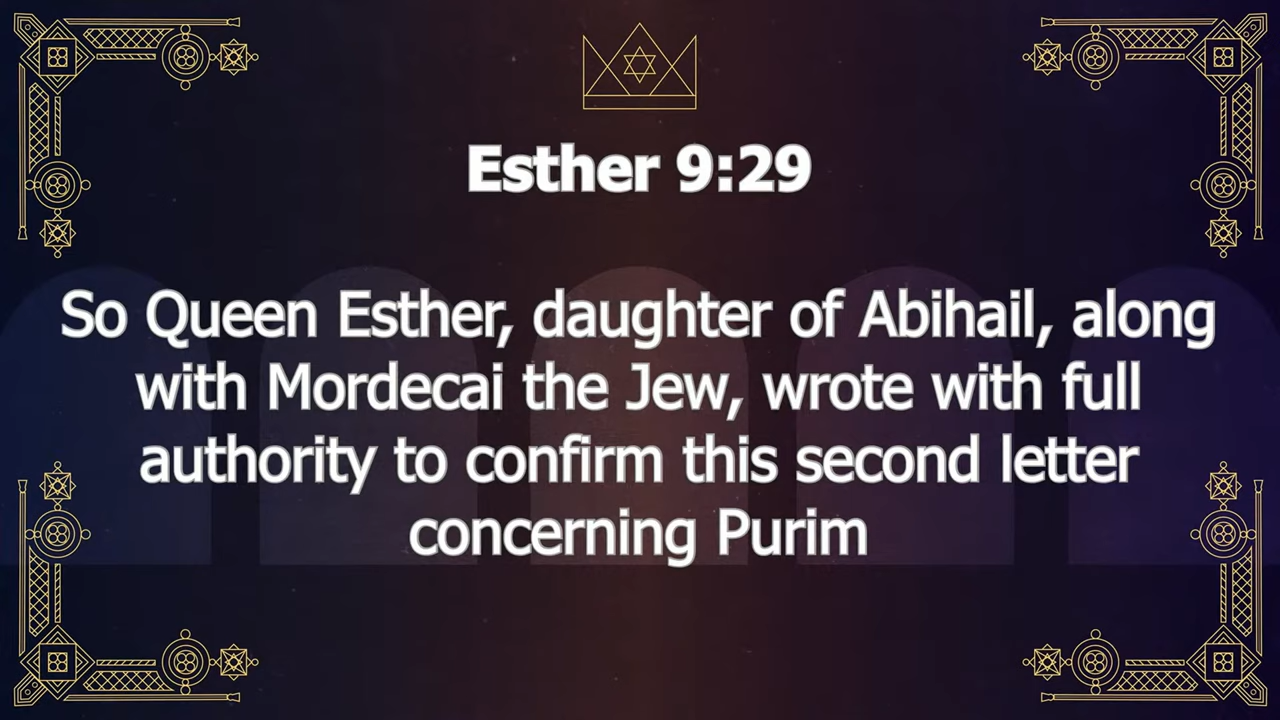 Esther 9:29
So Queen Esther, daughter of Abihail, along
with Mordecai the Jew, wrote with full
authority to confirm this second letter
concerning Purim